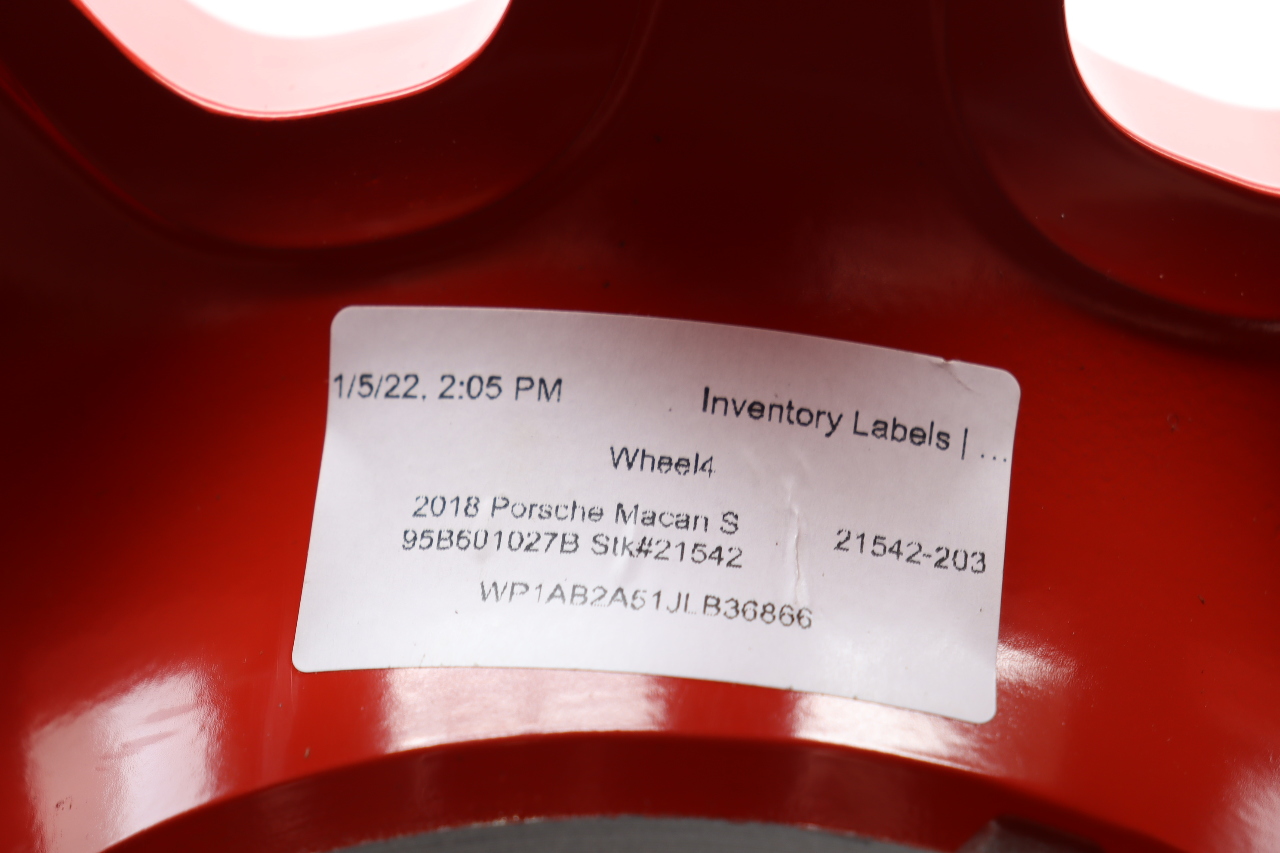 1/5/22, 2:05 PM Inventory Labels | ...
Wheel4
2018 Porsche Macan S
95B601027B Stk#21542 21542-203
WP1AB2A51JLB36866